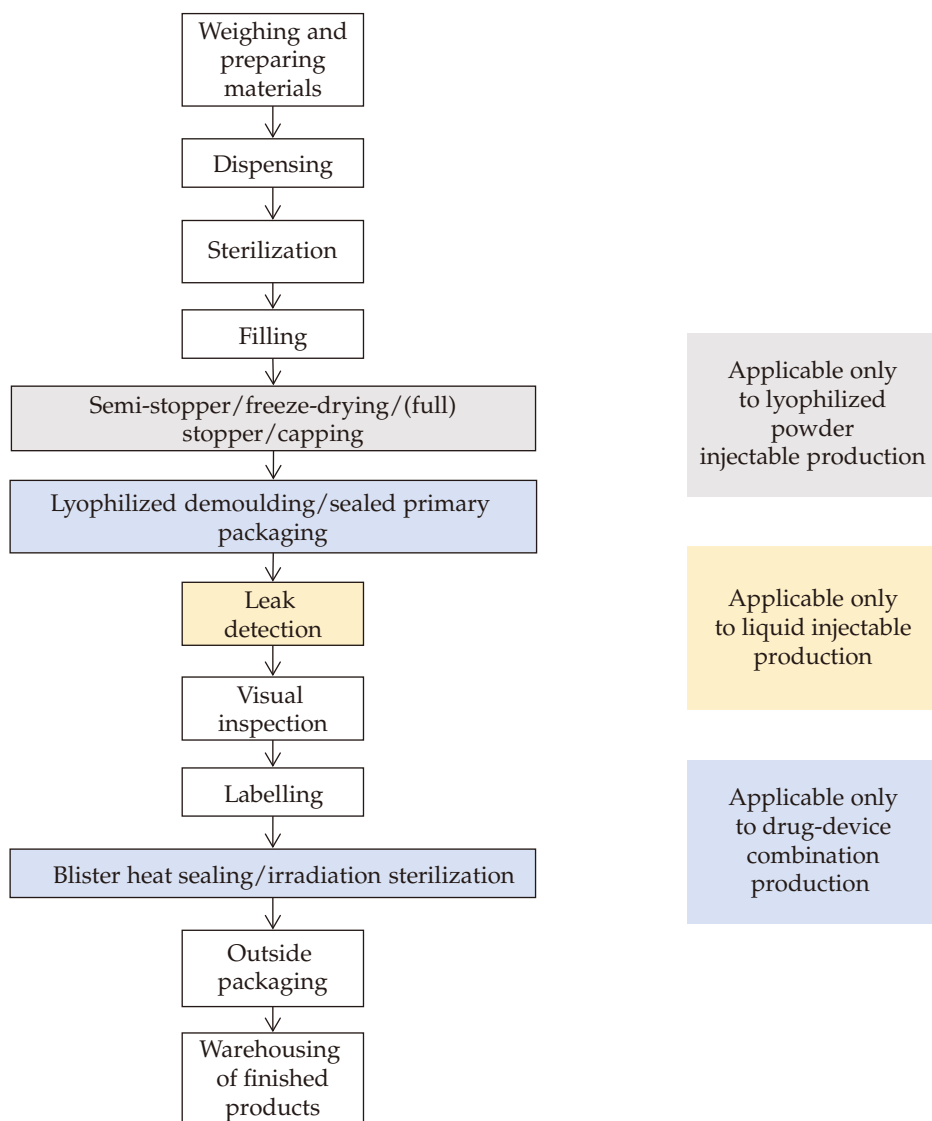 Weighing and
preparing
materials
Dispensing
Sterilization
Filling
Semi-stopper/freeze-drying/(full)
stopper/capping
Lyophilized demoulding/sealed primary
packaging
Leak
detection
Visual
inspection
Labelling
Blister heat sealing/irradiation sterilization
Outside
packaging
Warehousing
of finished
products
Applicable only
to lyophilized
powder
injectable production
Applicable only
to liquid injectable
production
Applicable only
to drug-device
combination
production